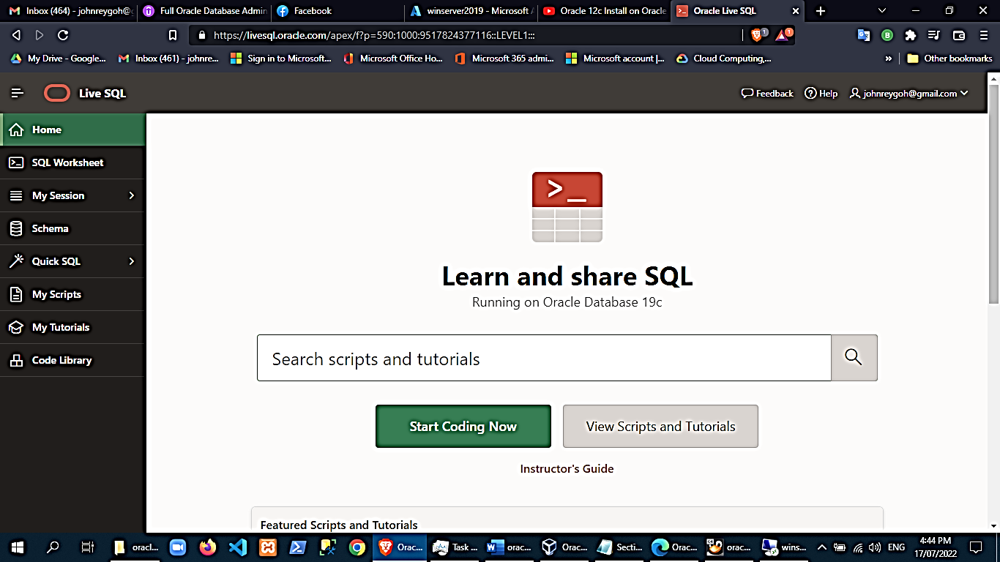 Inbox (464) - johnreygoh@g
Full Oracle Database Admin
Facebook
winserver2019 - Microsoft A
Oracle 12c Install on Oracle
Oracle Live SQL
https://livesql.oracle.com/apex/f?p=590:1000:9517824377116::LEVEL1:::
1
1
B
My Drive - Google...
Inbox (461) - johnre...
Sign in to Microsoft...
Microsoft Office Ho...
Microsoft 365 admi...
Microsoft account |...
Cloud Computing,...
»
Other bookmarks
Live SQL
Feedback
Help
johnreygoh@gmail.com
Home
SQL Worksheet
My Session
Schema
Quick SQL
My Scripts
My Tutorials
Code Library
>_
Learn and share SQL
Running on Oracle Database 19c
Search scripts and tutorials
Start Coding Now
View Scripts and Tutorials
Instructor's Guide
Featured Scripts and Tutorials
oracl...
Orac...
Task ...
orac...
Orac...
Secti...
Orac...
orac...
wins...
ENG
4:44 PM
17/07/2022